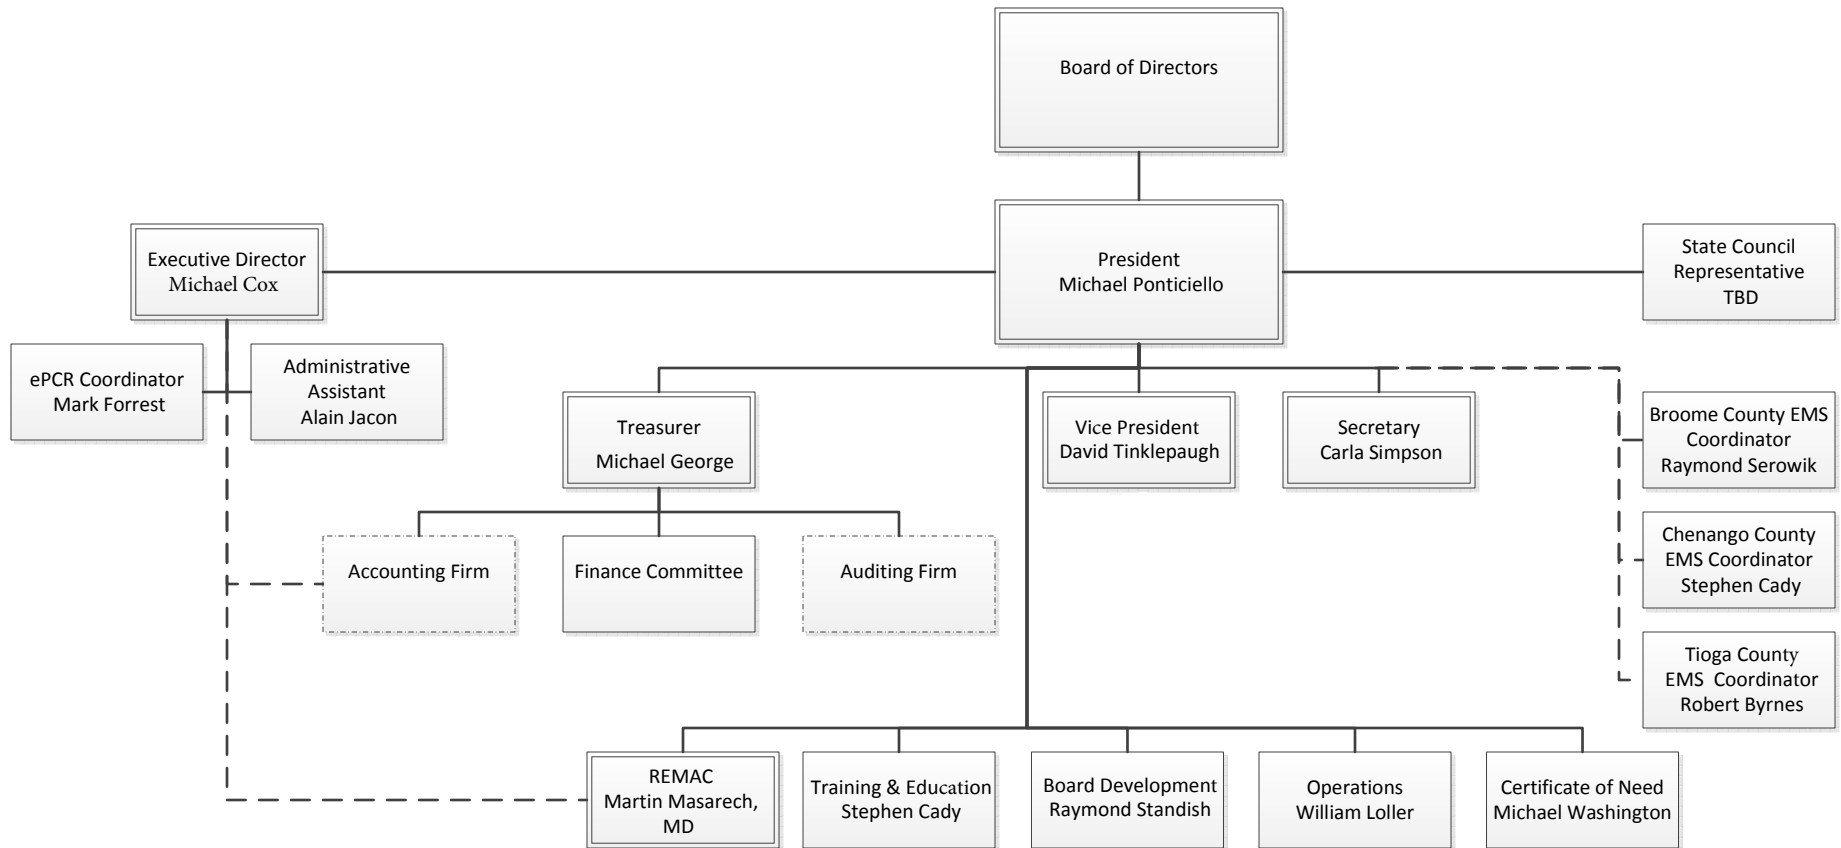 Board of Directors
Executive Director
Michael Cox
President
Michael Ponticiello
State Council
Representative
TBD
ePCR Coordinator
Mark Forrest
Administrative
Assistant
Alain Jacon
Treasurer
Michael George
Vice President
David Tinklepaugh
Secretary
Carla Simpson
Broome County EMS
Coordinator
Raymond Serowik
Accounting Firm
Finance Committee
Auditing Firm
Chenango County
EMS Coordinator
Stephen Cady
Tioga County
EMS Coordinator
Robert Byrnes
REMAC
Martin Masarech,
MD
Training & Education
Stephen Cady
Board Development
Raymond Standish
Operations
William Loller
Certificate of Need
Michael Washington